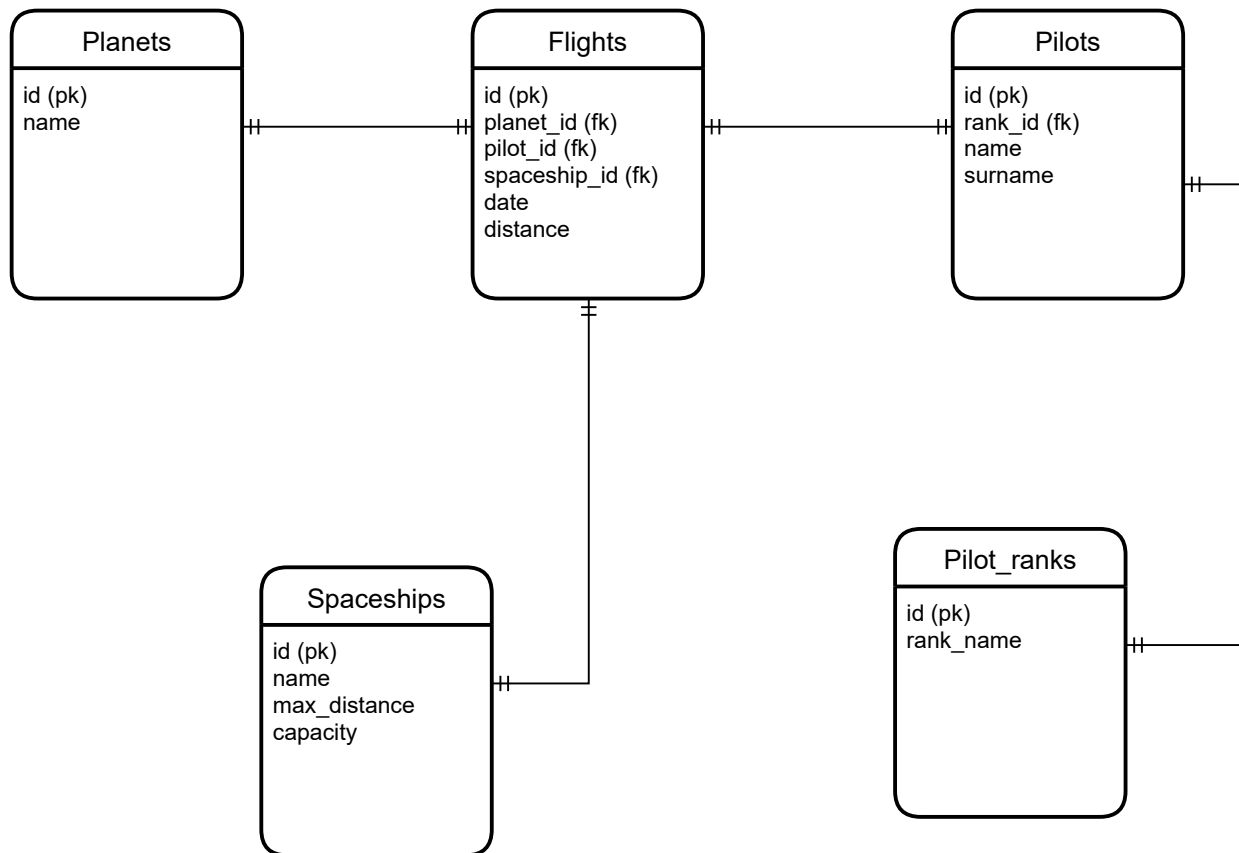 Planets
id (pk)
name
Flights
id (pk)
planet_id (fk)
pilot_id (fk)
spaceship_id (fk)
date
distance
Pilots
id (pk)
rank_id (fk)
name
surname
Spaceships
id (pk)
name
max_distance
capacity
Pilot_ranks
id (pk)
rank_name